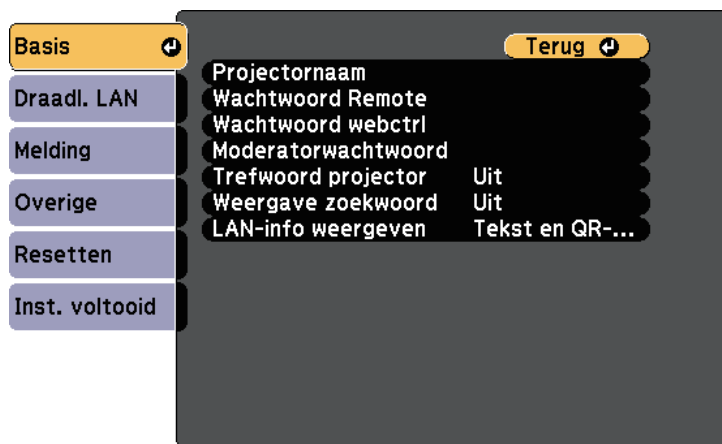 Basis
Draadl. LAN
Melding
Overige
Resetten
Inst. voltooid
Terug
Projectornaam
Wachtwoord Remote
Wachtwoord webctrl
Moderatorwachtwoord
Trefwoord projector Uit
Weergave zoekwoord Uit
LAN-info weergeven Tekst en QR-...